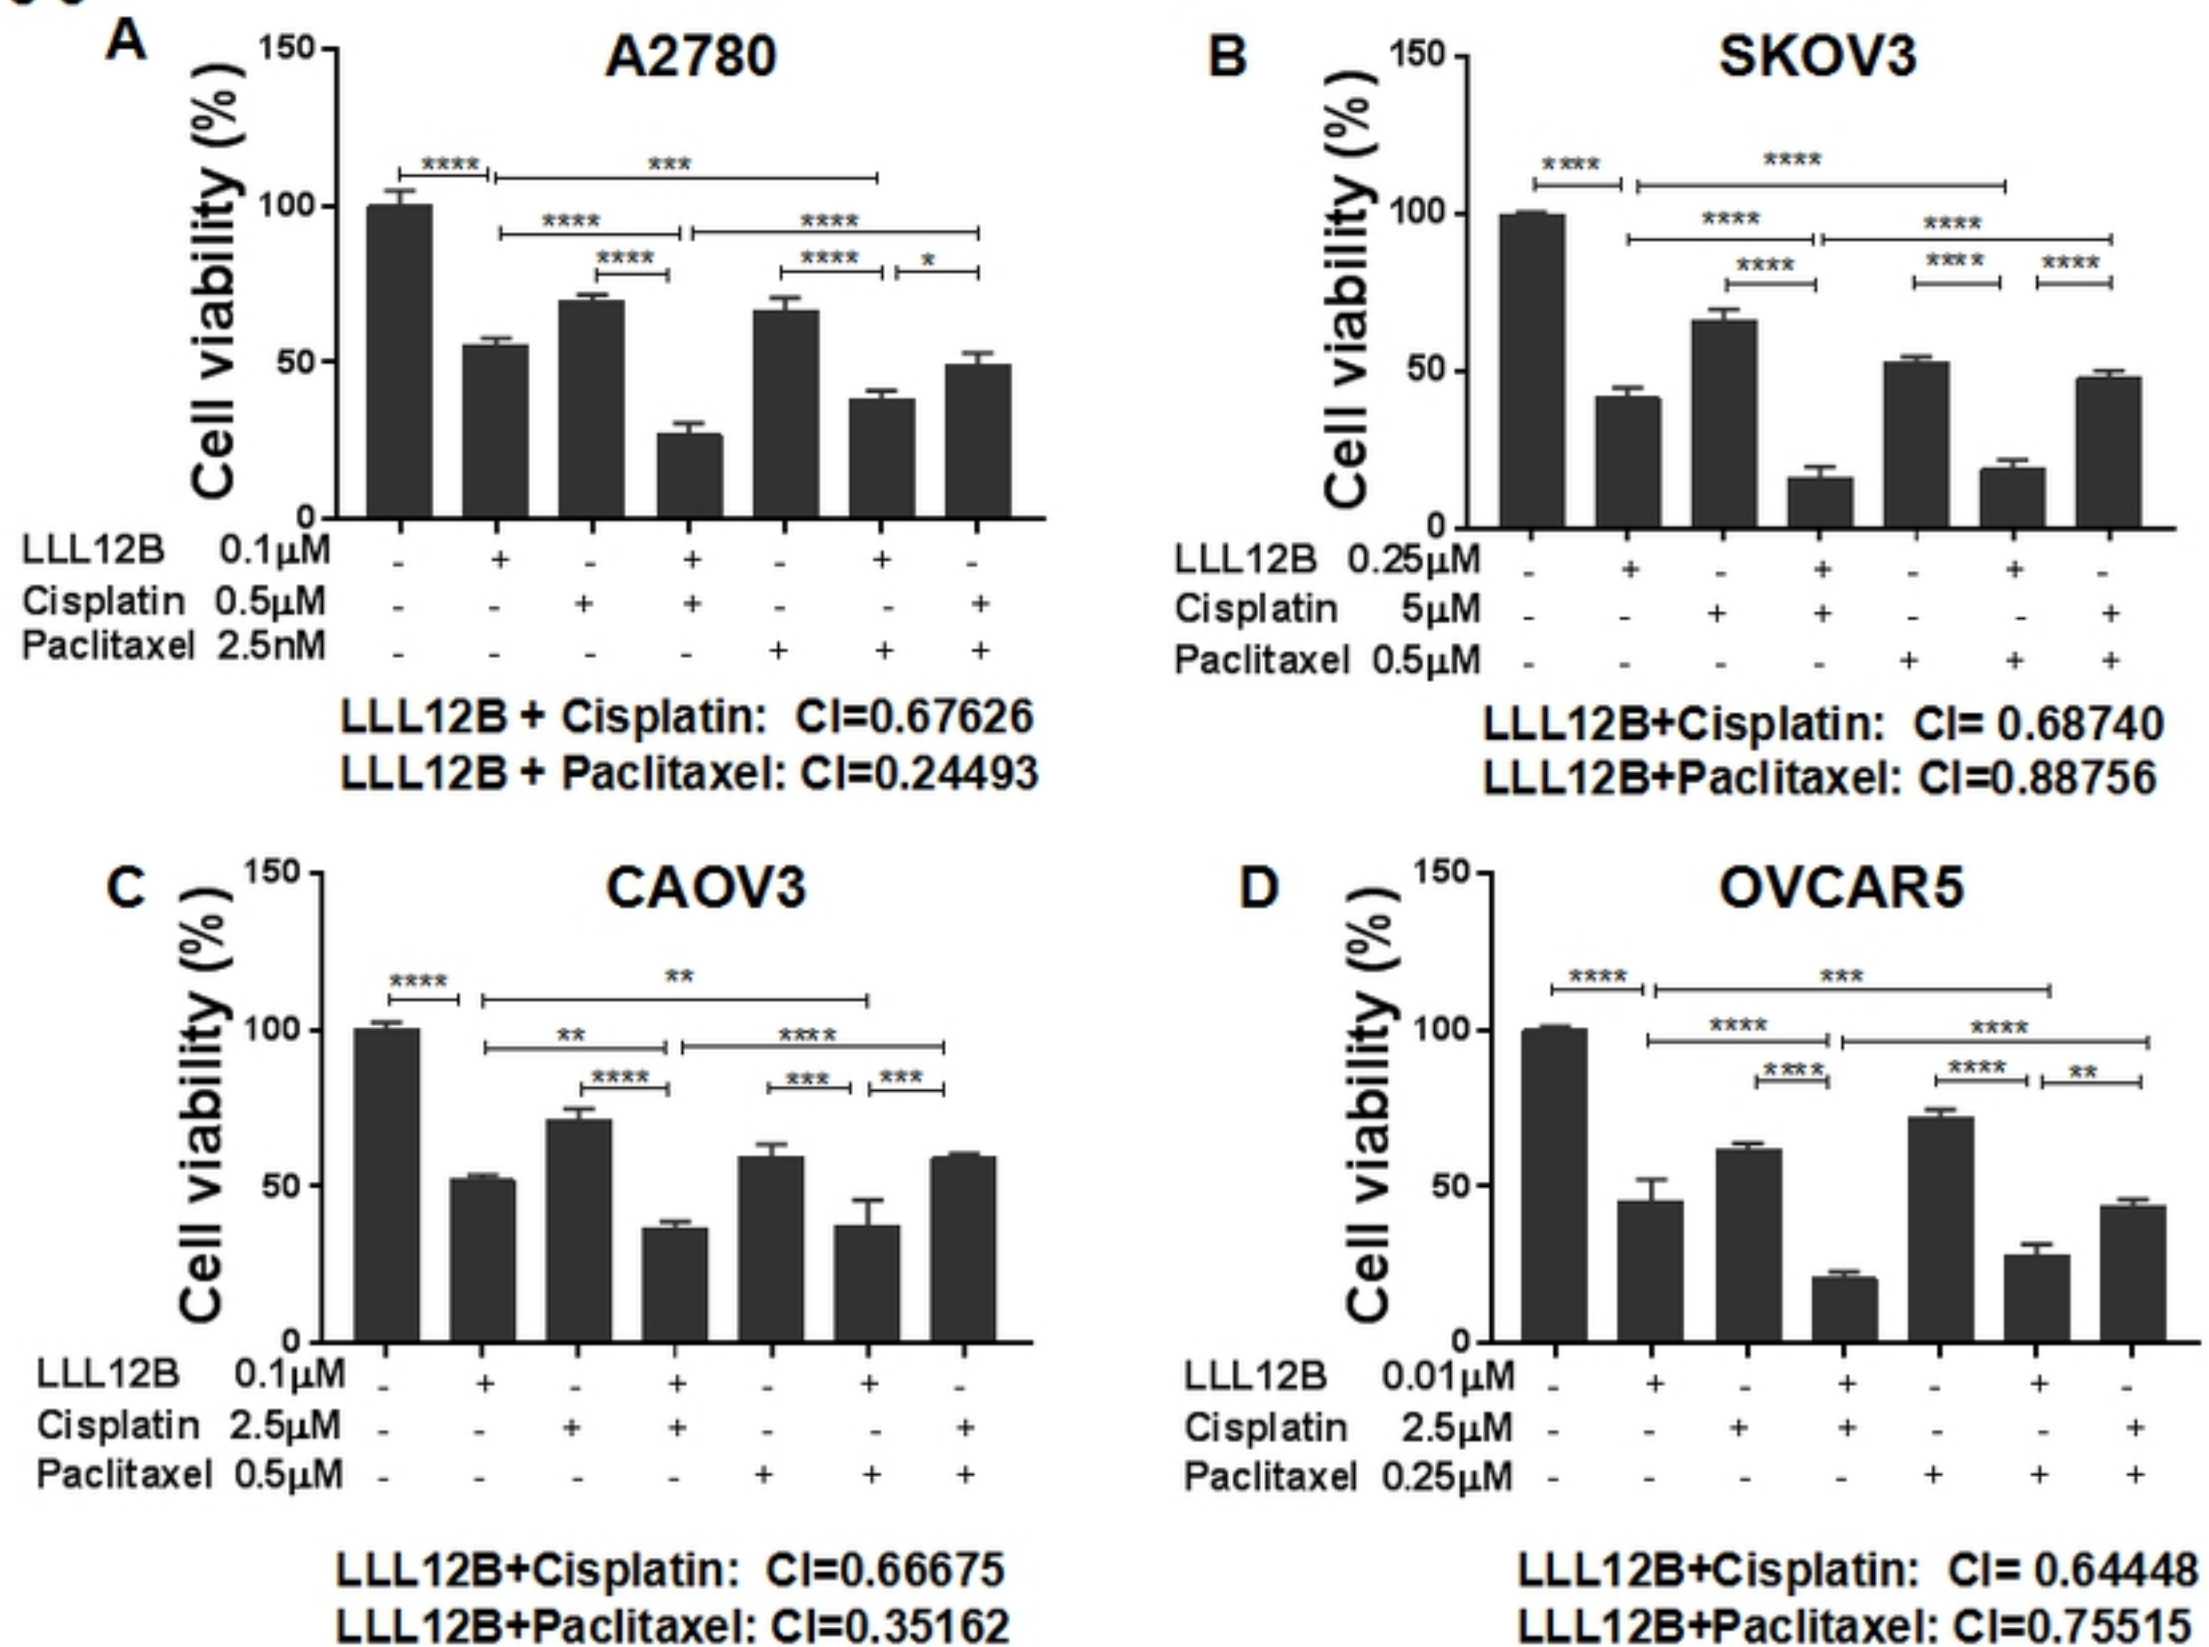 A
A2780
150
100
50
0
Cell viability (%)
**** ***
**** ****
**** **** *
LLL12B 0.1µM - + - + - + -
Cisplatin 0.5µM - - + + - - +
Paclitaxel 2.5nM - - - - + + +
LLL12B + Cisplatin: CI=0.67626
LLL12B + Paclitaxel: CI=0.24493
B
SKOV3
150
100
50
0
Cell viability (%)
**** ****
**** ****
**** **** ****
LLL12B 0.25µM - + - + - + -
Cisplatin 5µM - - + + - - +
Paclitaxel 0.5µM - - - - + + +
LLL12B+Cisplatin: CI= 0.68740
LLL12B+Paclitaxel: CI=0.88756
C
CAOV3
150
100
50
0
Cell viability (%)
**** **
** ****
**** *** ***
LLL12B 0.1µM - + - + - + -
Cisplatin 2.5µM - - + + - - +
Paclitaxel 0.5µM - - - - + + +
LLL12B+Cisplatin: CI=0.66675
LLL12B+Paclitaxel: CI=0.35162
D
OVCAR5
150
100
50
0
Cell viability (%)
**** ***
**** ****
**** **** **
LLL12B 0.01µM - + - + - + -
Cisplatin 2.5µM - - + + - - +
Paclitaxel 0.25µM - - - - + + +
LLL12B+Cisplatin: CI= 0.64448
LLL12B+Paclitaxel: CI=0.75515